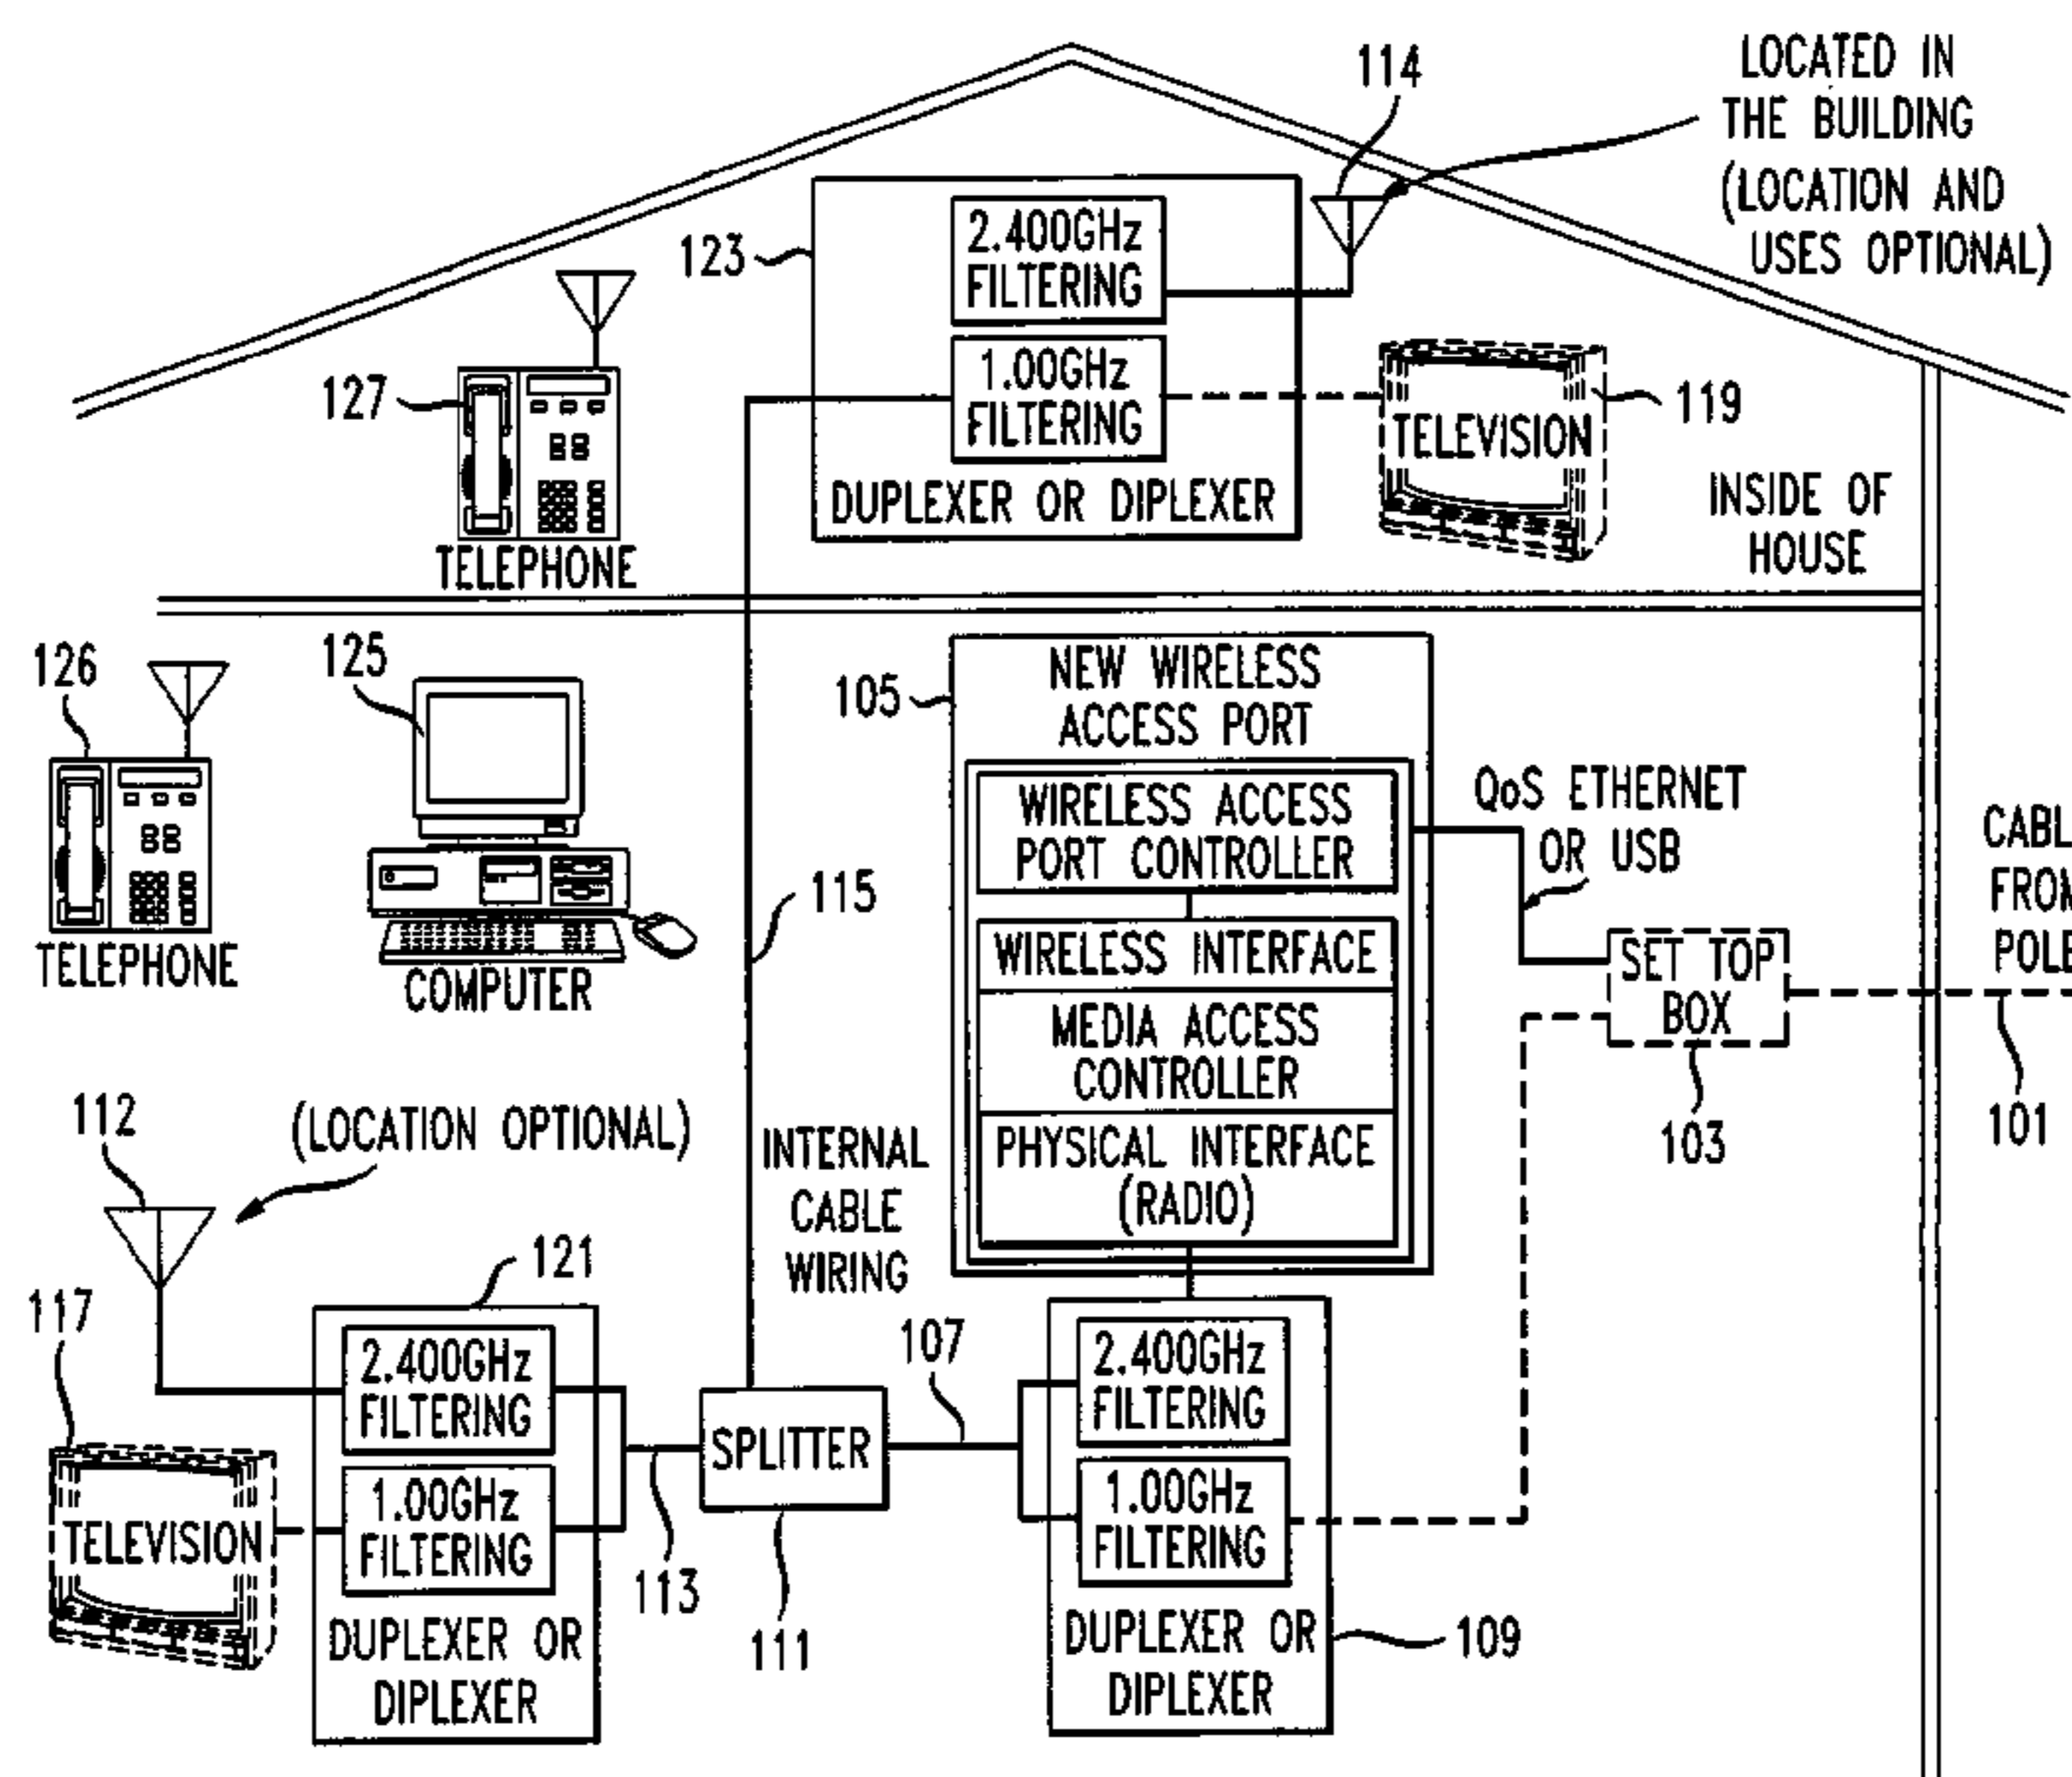 114
LOCATED IN
THE BUILDING
(LOCATION AND
USES OPTIONAL)
123
2.400GHz
FILTERING
1.00GHz
FILTERING
DUPLEXER OR DIPLEXER
127
TELEPHONE
TELEVISION
119
INSIDE OF
HOUSE
126
TELEPHONE
125
COMPUTER
115
105
NEW WIRELESS
ACCESS PORT
WIRELESS ACCESS
PORT CONTROLLER
WIRELESS INTERFACE
MEDIA ACCESS
CONTROLLER
PHYSICAL INTERFACE
(RADIO)
QoS ETHERNET
OR USB
SET TOP
BOX
103
CABL
FROM
POLE
101
112
(LOCATION OPTIONAL)
INTERNAL
CABLE
WIRING
117
TELEVISION
121
2.400GHz
FILTERING
1.00GHz
FILTERING
DUPLEXER OR
DIPLEXER
113
SPLITTER
111
107
2.400GHz
FILTERING
1.00GHz
FILTERING
DUPLEXER OR
DIPLEXER
109